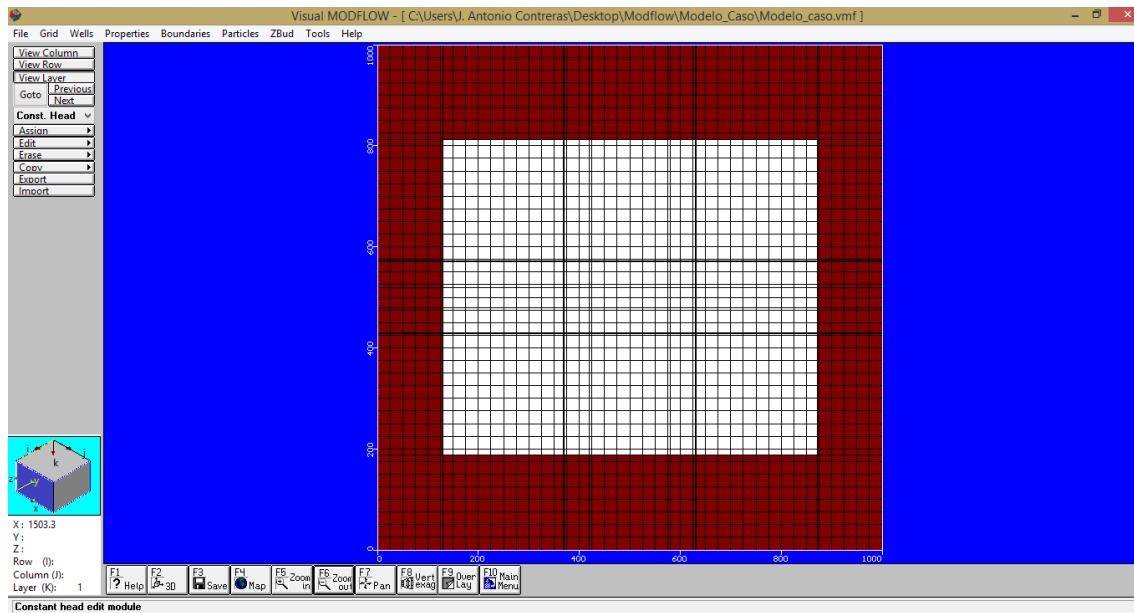 Visual MODFLOW - [ C:\Users\J. Antonio Contreras\Desktop\Modflow\Modelo_Caso\Modelo_caso.vmf ]
File Grid Wells Properties Boundaries Particles ZBud Tools Help
View Column
View Row
View Layer
Goto Previous
Next
Const. Head
Assign
Edit
Erase
Copy
Export
Import
1000
800
600
400
200
0
0 200 400 600 800 1000
i j
k
z
y
x
X : 1503.3
Y :
Z :
Row (I):
Column (J):
Layer (K): 1
F1 ? Help
F2 3D
F3 Save
F4 Map
F5 Zoom in
F6 Zoom out
F7 Pan
F8 Vert exag
F9 Over Lay
F10 Main Menu
Constant head edit module